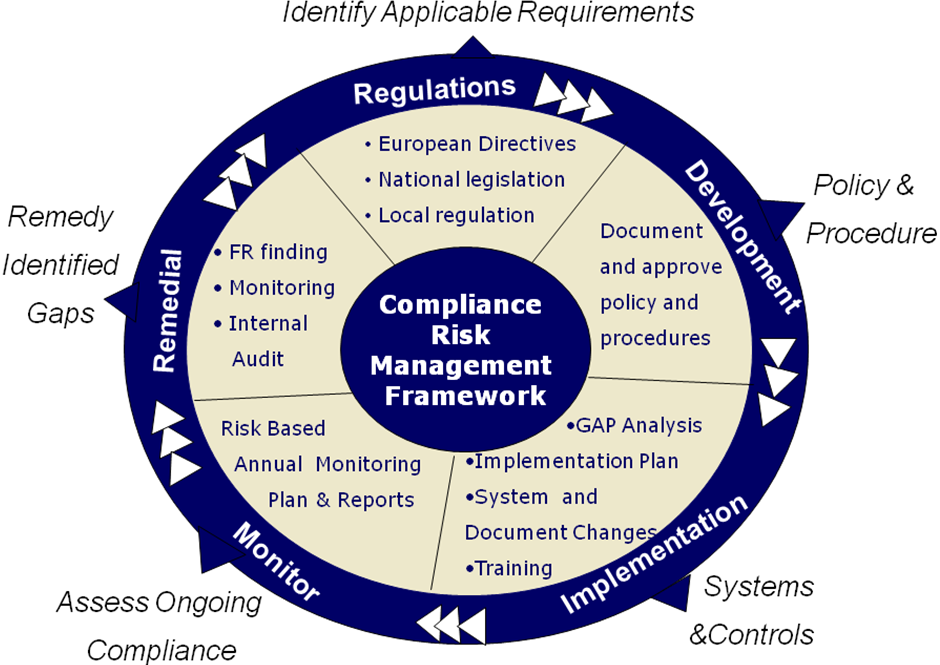 Identify Applicable Requirements
Regulations
• European Directives
• National legislation
• Local regulation
Development
Policy &
Procedure
Document
and approve
policy and
procedures
Compliance
Risk
Management
Framework
Implementation
Systems
&Controls
•GAP Analysis
•Implementation Plan
•System and
Document Changes
•Training
Monitor
Assess Ongoing
Compliance
Risk Based
Annual Monitoring
Plan & Reports
Remedial
Remedy
Identified
Gaps
• FR finding
• Monitoring
• Internal
Audit